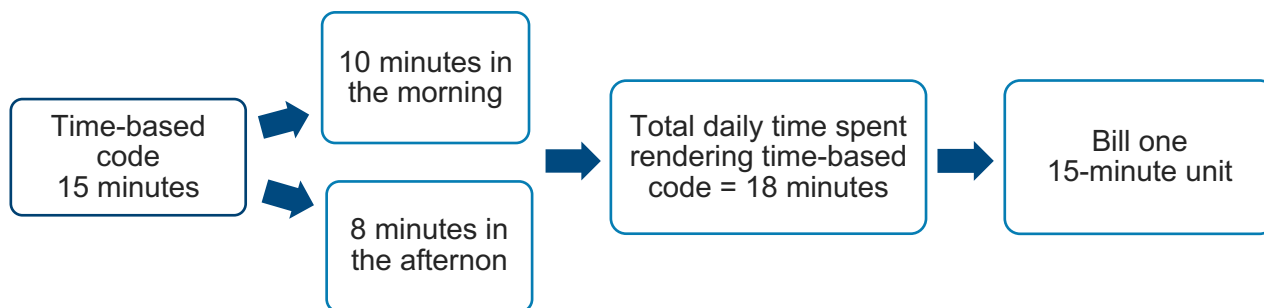 Time-based
code
15 minutes
10 minutes in
the morning
8 minutes in
the afternoon
Total daily time spent
rendering time-based
code = 18 minutes
Bill one
15-minute unit